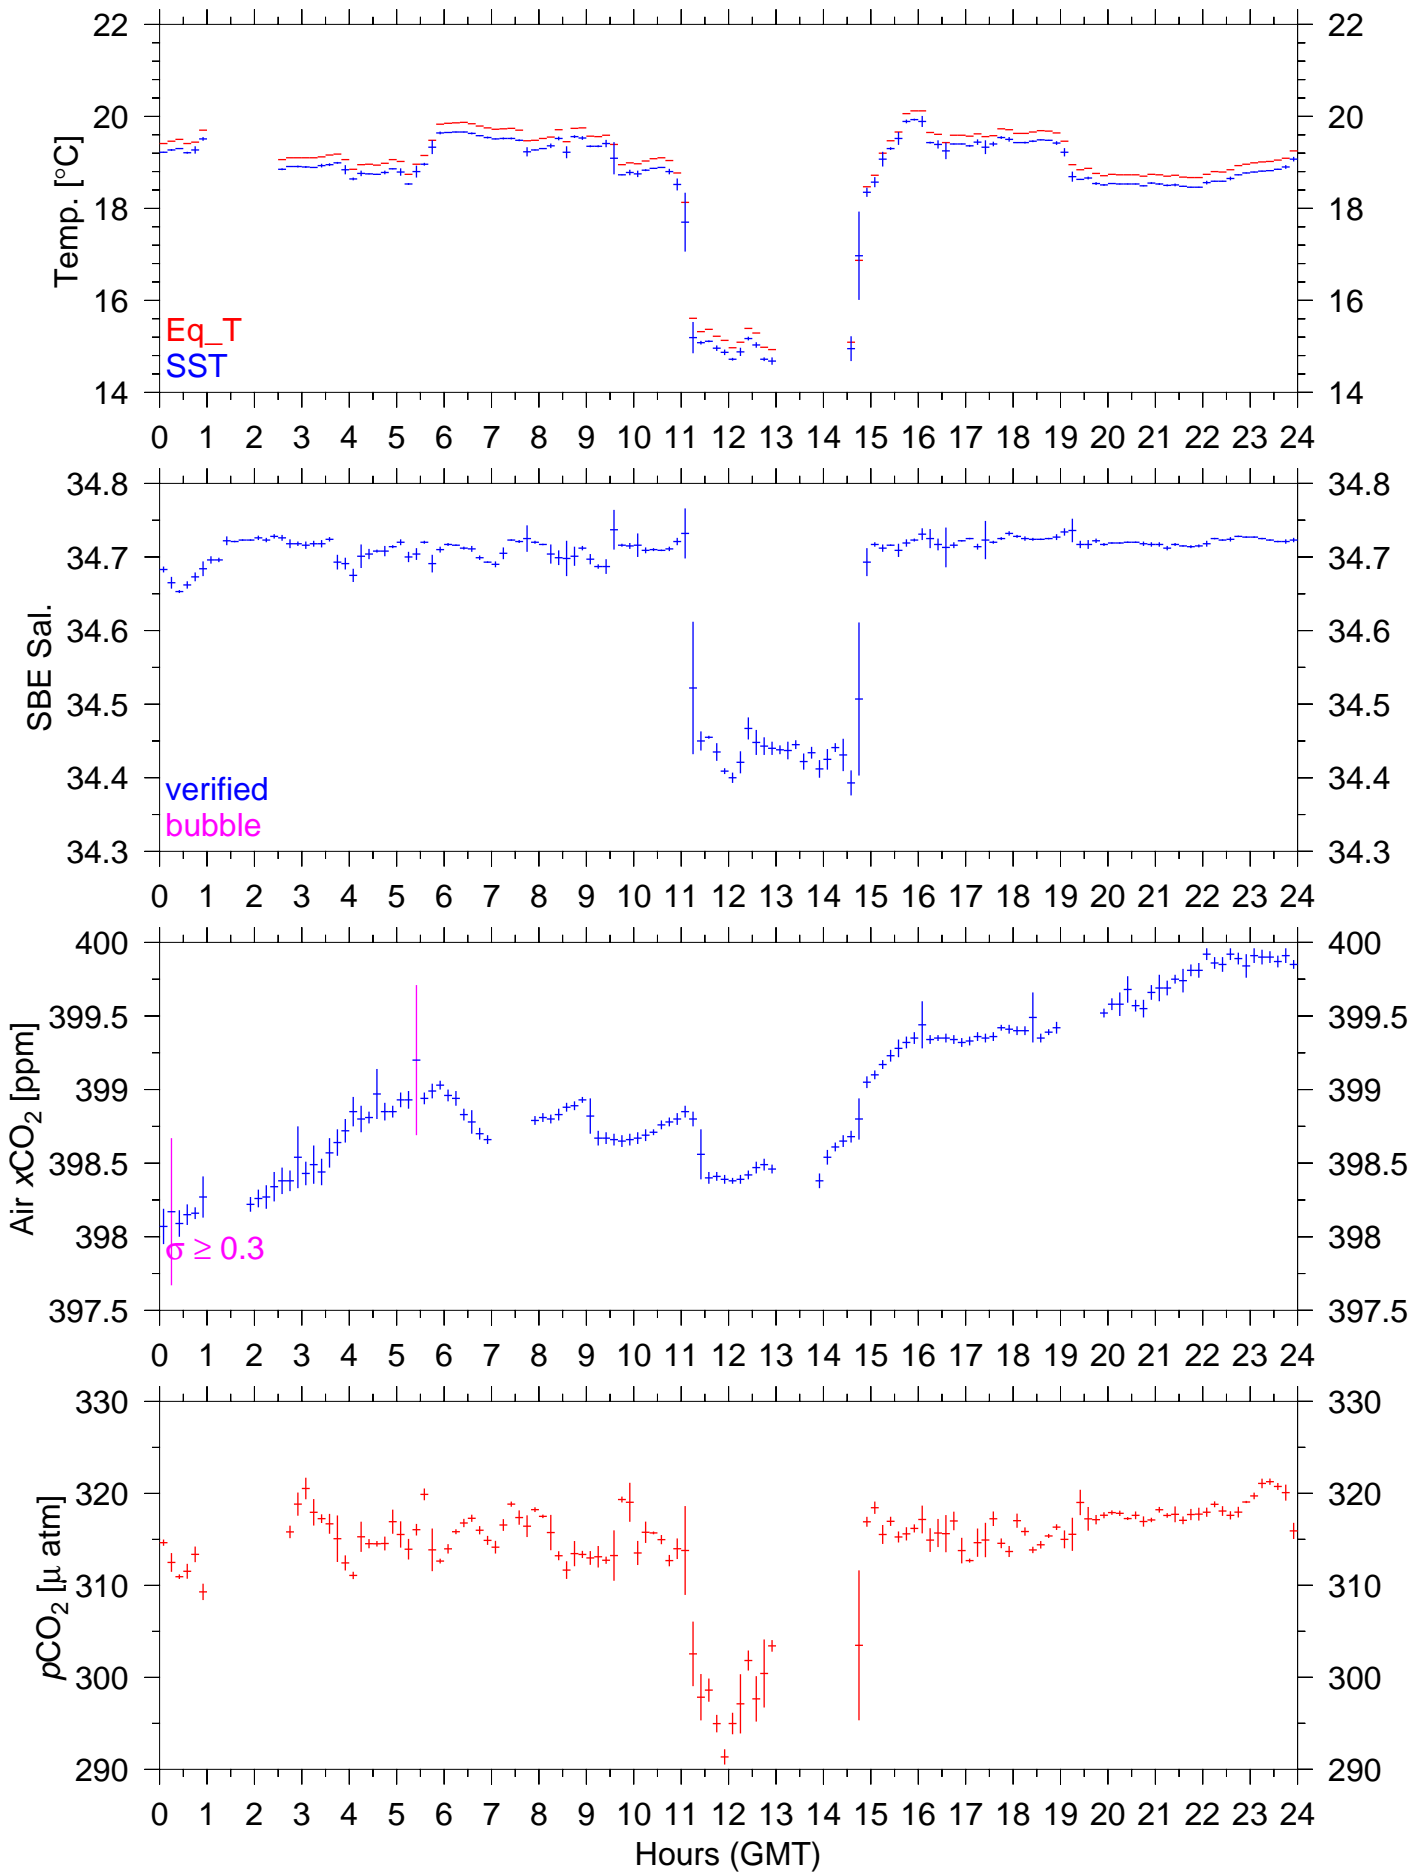 22 22
20 20
18 18
16 16
14 14
Temp. [°C]
Eq_T
SST
0 1 2 3 4 5 6 7 8 9 10 11 12 13 14 15 16 17 18 19 20 21 22 23 24
34.8 34.8
34.7 34.7
34.6 34.6
34.5 34.5
34.4 34.4
34.3 34.3
SBE Sal.
verified
bubble
0 1 2 3 4 5 6 7 8 9 10 11 12 13 14 15 16 17 18 19 20 21 22 23 24
400 400
399.5 399.5
399 399
398.5 398.5
398 398
397.5 397.5
Air xCO₂ [ppm]
σ ≥ 0.3
0 1 2 3 4 5 6 7 8 9 10 11 12 13 14 15 16 17 18 19 20 21 22 23 24
330 330
320 320
310 310
300 300
290 290
pCO₂ [μ atm]
0 1 2 3 4 5 6 7 8 9 10 11 12 13 14 15 16 17 18 19 20 21 22 23 24
Hours (GMT)